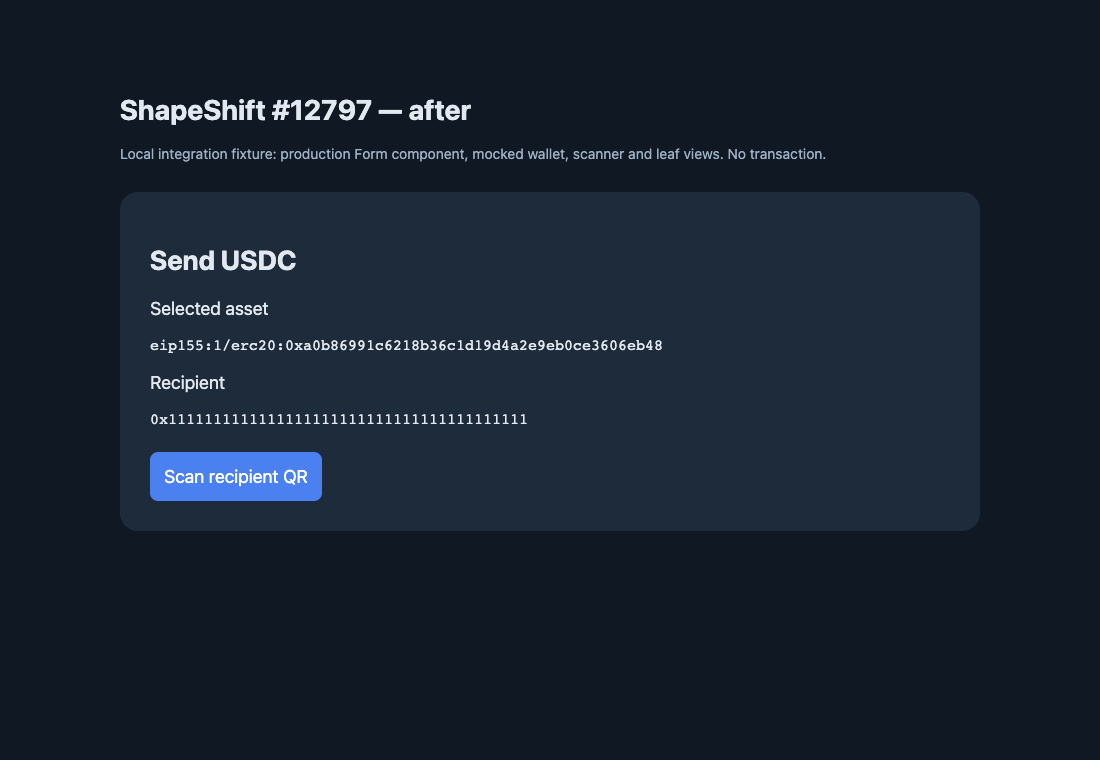 ShapeShift #12797 — after
Local integration fixture: production Form component, mocked wallet, scanner and leaf views. No transaction.
Send USDC
Selected asset
eip155:1/erc20:0xa0b86991c6218b36c1d19d4a2e9eb0ce3606eb48
Recipient
0x1111111111111111111111111111111111111111
Scan recipient QR